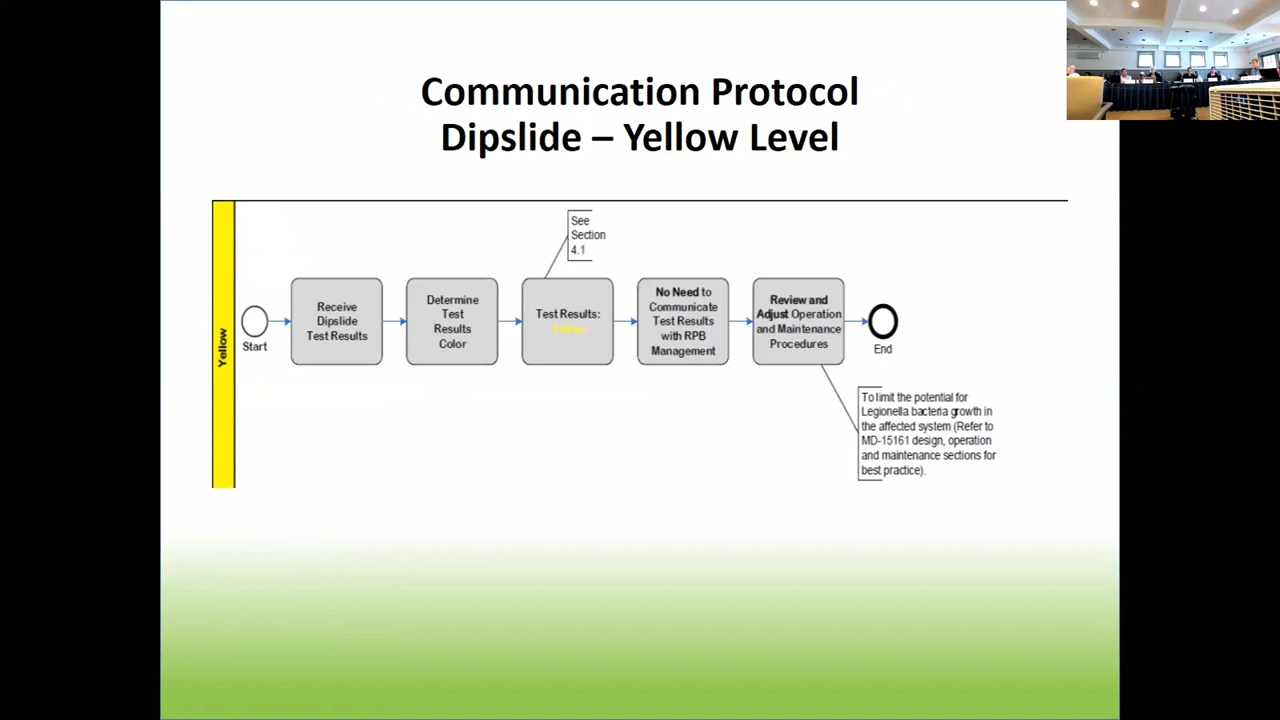 Communication Protocol
Dipslide – Yellow Level
Yellow
Start
Receive
Dipslide
Test Results
Determine
Test
Results
Color
See
Section
4.1
Test Results:
Yellow
No Need to
Communicate
Test Results
with RPB
Management
Review and
Adjust Operation
and Maintenance
Procedures
End
To limit the potential for
Legionella bacteria growth in
the affected system (Refer to
MD-15161 design, operation
and maintenance sections for
best practice).